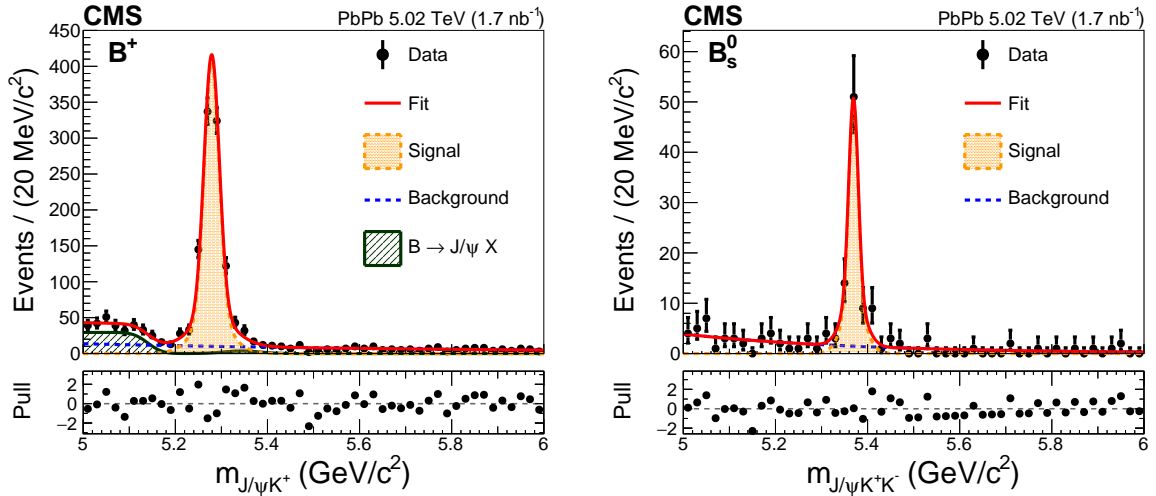 CMS
PbPb 5.02 TeV (1.7 nb⁻¹)
B⁺
Data
Fit
Signal
Background
B → J/ψ X
Events / (20 MeV/c²)
450
400
350
300
250
200
150
100
50
0
Pull
2
0
−2
5
5.2
5.4
5.6
5.8
6
m_{J/ψK⁺} (GeV/c²)
CMS
PbPb 5.02 TeV (1.7 nb⁻¹)
B⁰ₛ
Data
Fit
Signal
Background
Events / (20 MeV/c²)
60
50
40
30
20
10
0
Pull
2
0
−2
5
5.2
5.4
5.6
5.8
6
m_{J/ψK⁺K⁻} (GeV/c²)